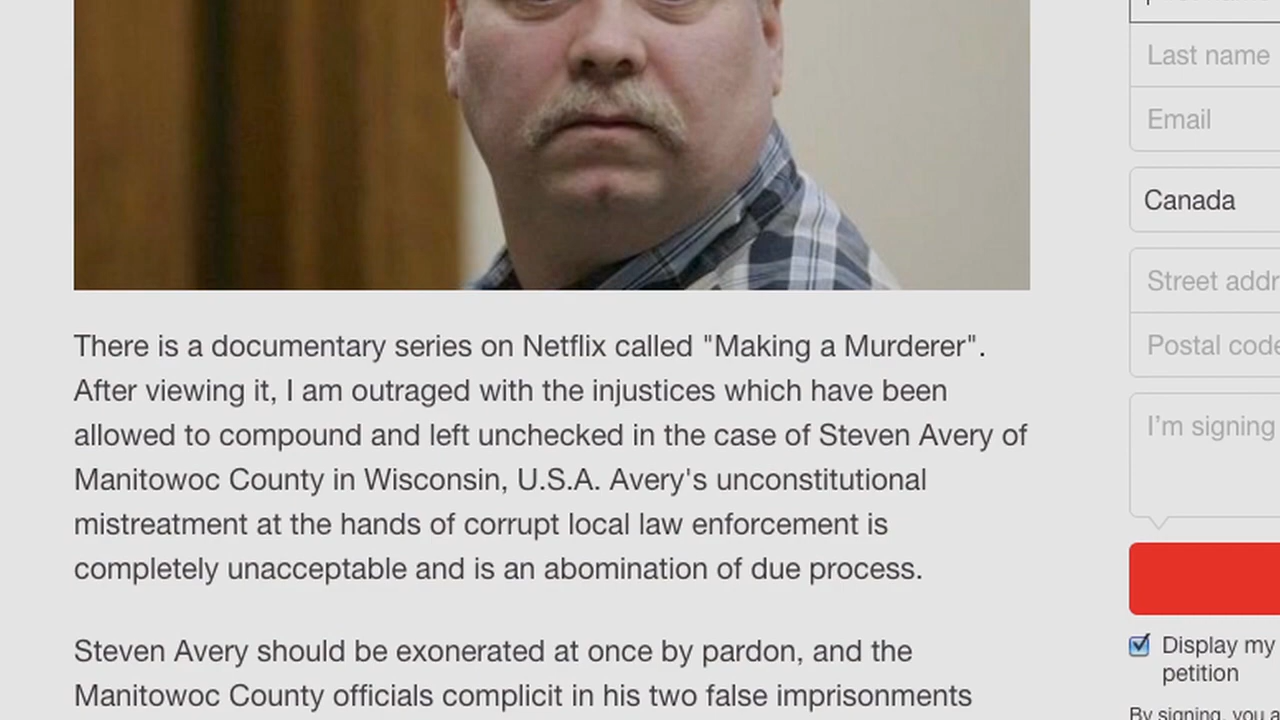 Last name
Email
Canada
Street addr
Postal code
I'm signing
Display my
petition
By signing, you a
There is a documentary series on Netflix called "Making a Murderer".
After viewing it, I am outraged with the injustices which have been
allowed to compound and left unchecked in the case of Steven Avery of
Manitowoc County in Wisconsin, U.S.A. Avery's unconstitutional
mistreatment at the hands of corrupt local law enforcement is
completely unacceptable and is an abomination of due process.
Steven Avery should be exonerated at once by pardon, and the
Manitowoc County officials complicit in his two false imprisonments